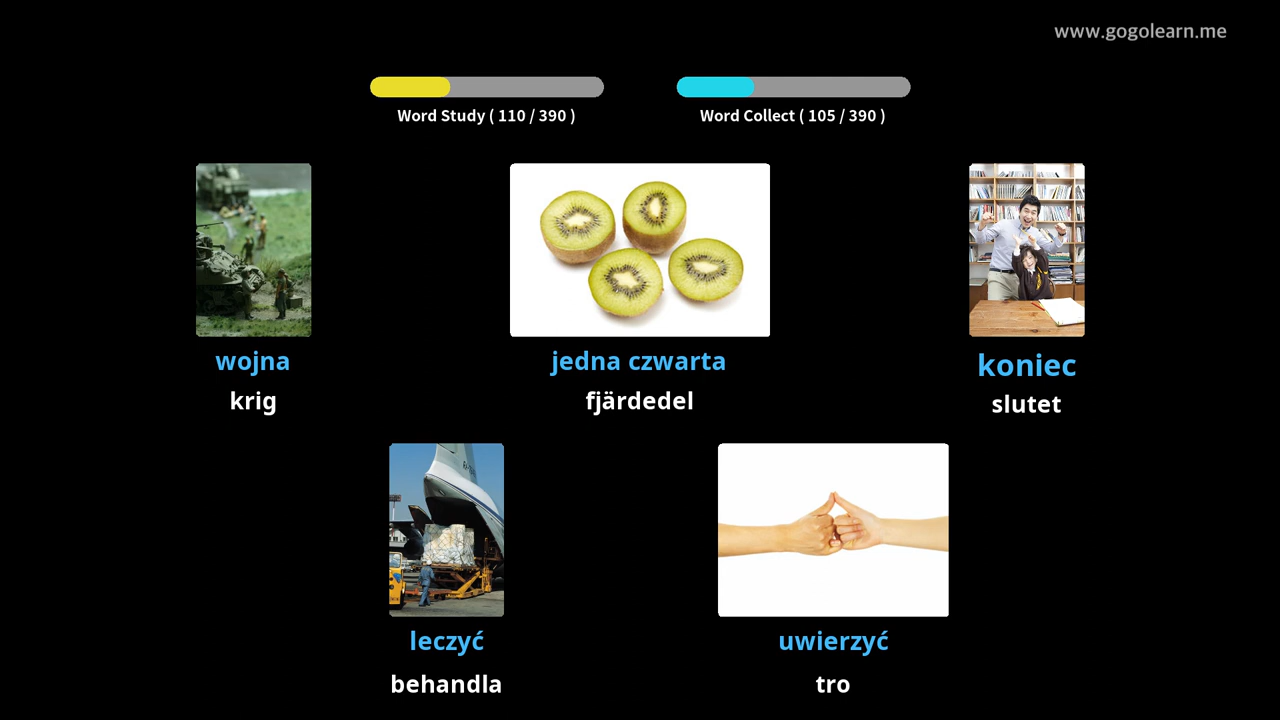 www.gogolearn.me
Word Study ( 110 / 390 )
Word Collect ( 105 / 390 )
wojna
krig
jedna czwarta
fjärdedel
koniec
slutet
leczyć
behandla
uwierzyć
tro